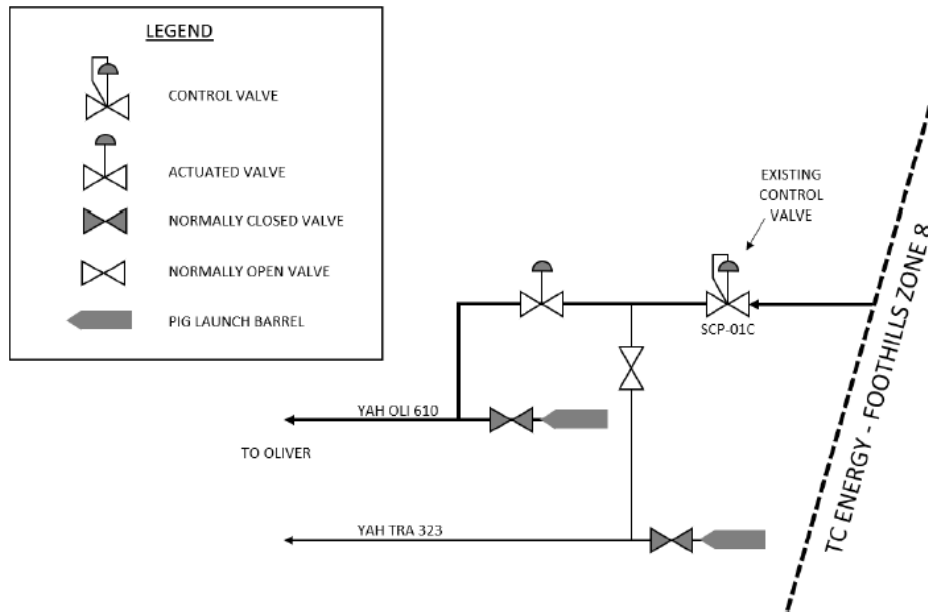 LEGEND
CONTROL VALVE
ACTUATED VALVE
NORMALLY CLOSED VALVE
NORMALLY OPEN VALVE
PIG LAUNCH BARREL
EXISTING
CONTROL
VALVE
SCP-01C
TC ENERGY - FOOTHILLS ZONE 8
YAH OLI 610
TO OLIVER
YAH TRA 323